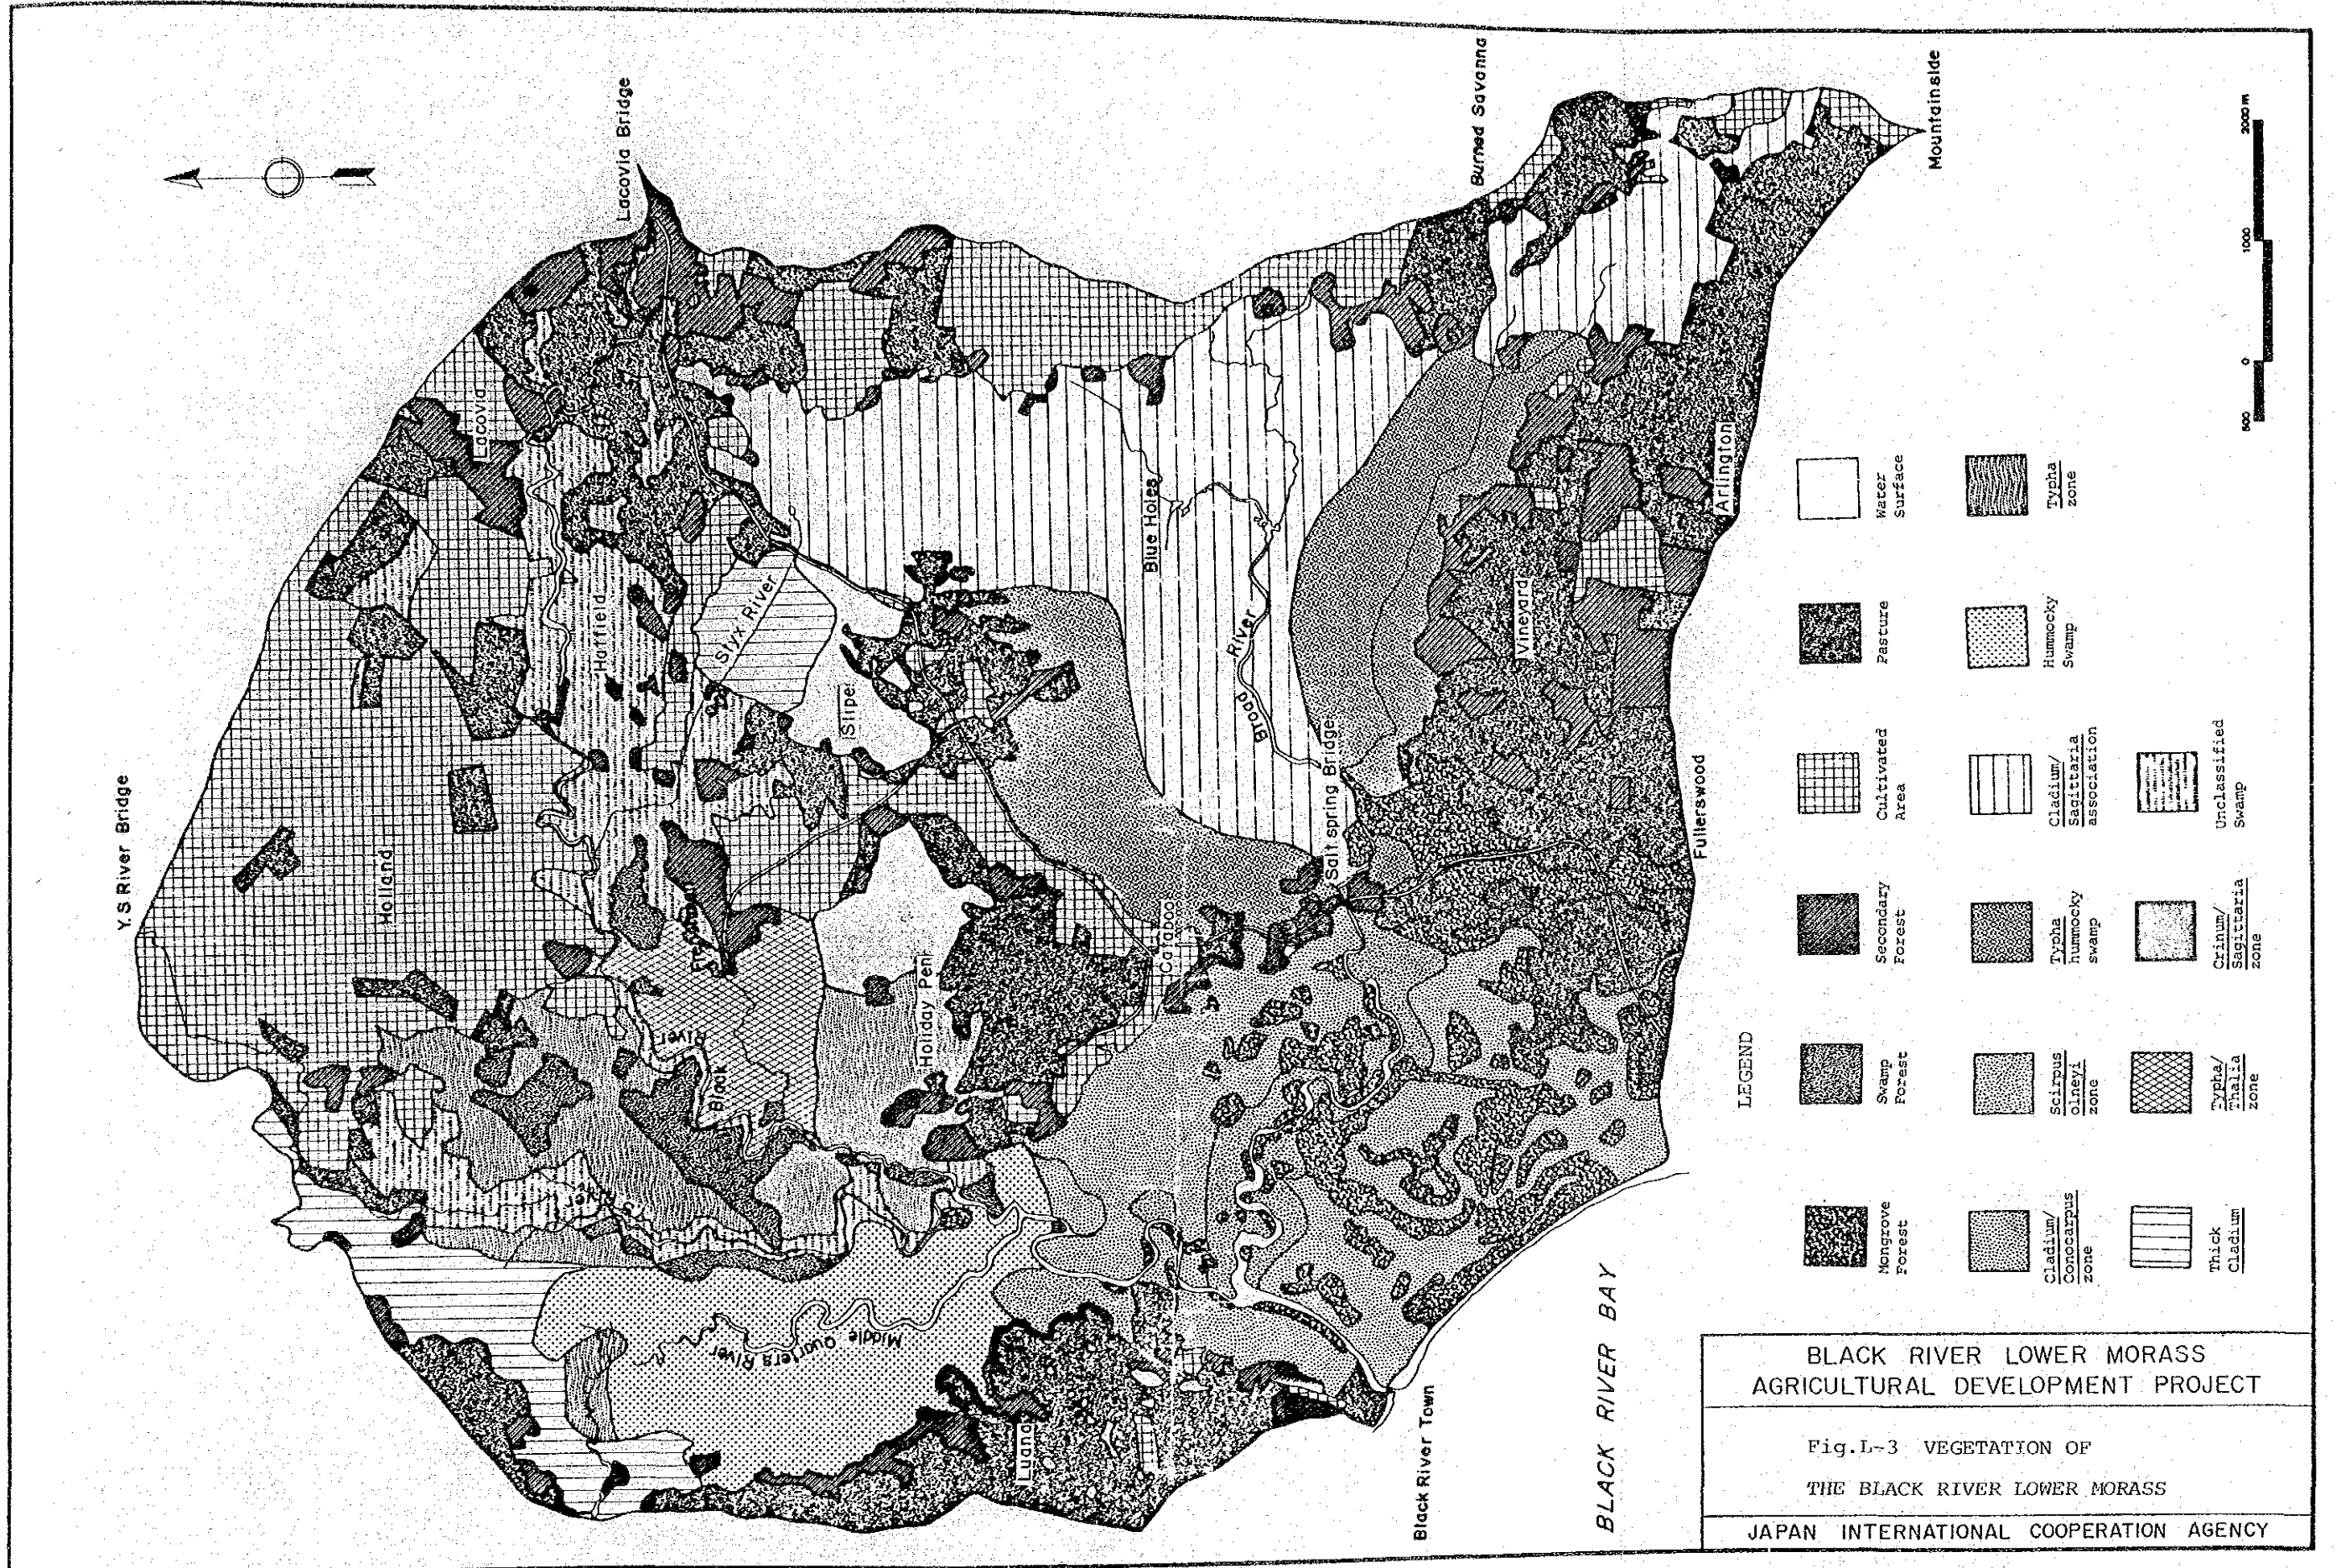 Y.S River Bridge
Lacovia Bridge
Burned Savanna
Mountainside
Lacovia
Holland
Hatfield
Styx River
Slipe
Blue Holes
Broad River
Vineyard
Arlington
Holiday Pen
Cataboo
Salt spring Bridge
Fullerswood
Black River
YS River
Middle Quarters River
Luana
Black River Town
BLACK RIVER BAY
500 0 1000 2000 m
LEGEND
Mongrove
Forest
Swamp
Forest
Secondary
Forest
Cultivated
Area
Pasture
Water
Surface
Cladium/
Conocarpus
zone
Scirpus
olneyi
zone
Typha
hummocky
swamp
Cladium/
Sagittaria
association
Hummocky
Swamp
Typha
zone
Thick
Cladium
Typha/
Thalia
zone
Crinum/
Sagittaria
zone
Unclassified
Swamp
BLACK RIVER LOWER MORASS
AGRICULTURAL DEVELOPMENT PROJECT
Fig.L-3 VEGETATION OF
THE BLACK RIVER LOWER MORASS
JAPAN INTERNATIONAL COOPERATION AGENCY